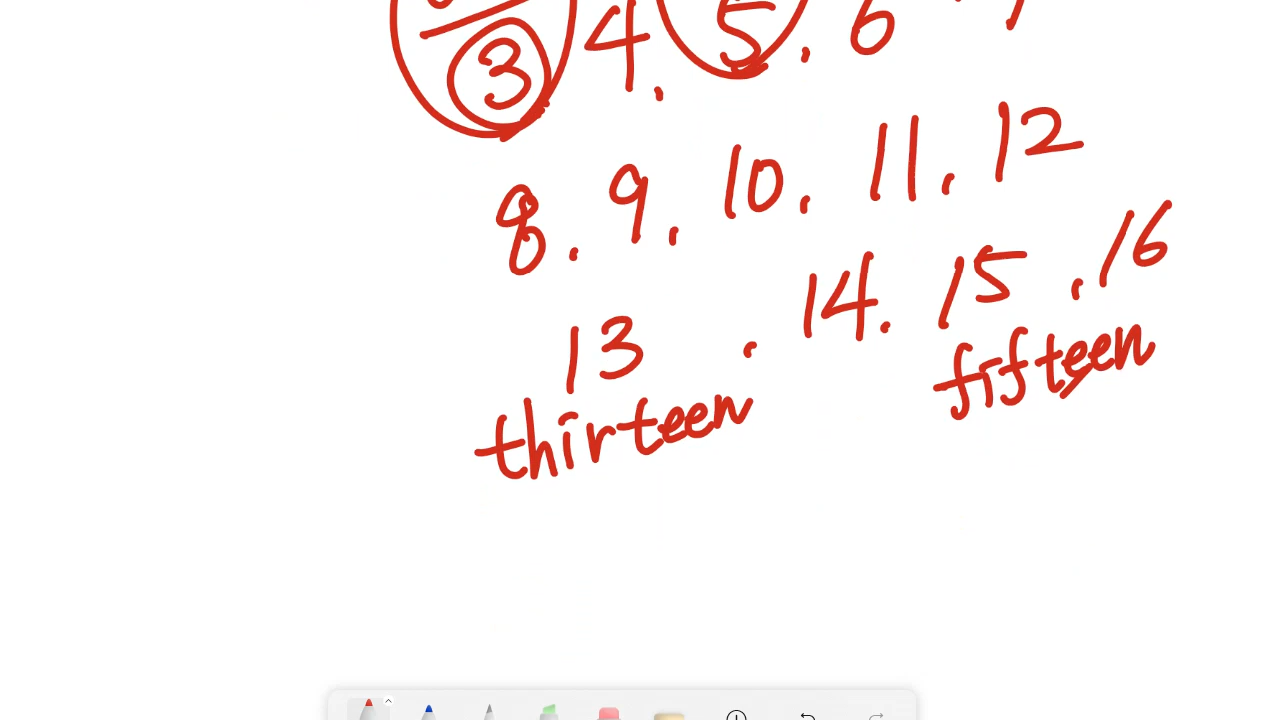 3 4. 5. 6
8. 9. 10. 11. 12
13 . 14. 15 . 16
thirteen fifteen